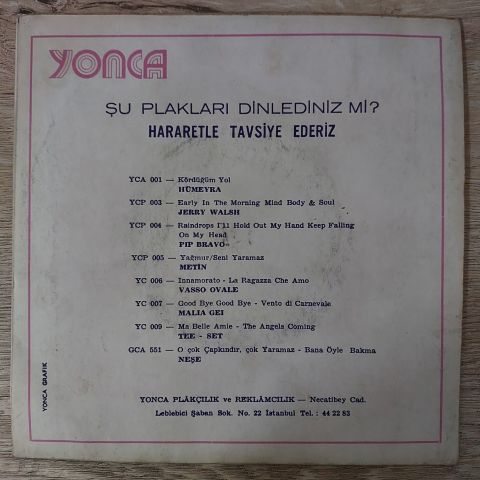 YONCA
ŞU PLAKLARI DİNLEDİNİZ Mİ?
HARARETLE TAVSİYE EDERİZ
YCA 001 — Kördüğüm Yol
HÜMEYRA
YCP 003 — Early In The Morning Mind Body & Soul
JERRY WALSH
YCP 004 — Raindrops I'll Hold Out My Hand Keep Falling
On My Head
PIP BRAVO
YCP 005 — Yağmur/Seni Yaramaz
METİN
YC 006 — Innamorato - La Ragazza Che Amo
VASSO OVALE
YC 007 — Good Bye Good Bye - Vento di Carnevale
MALIA GEI
YC 009 — Ma Belle Amie - The Angels Coming
TEE - SET
GCA 551 — O çok Çapkındır, çok Yaramaz - Bana Öyle Bakma
NEŞE
YONCA PLÂKÇILIK ve REKLÂMCILIK — Necatibey Cad.
Leblebici Şaban Sok. No. 22 İstanbul Tel. : 44 22 83
YONCA GRAFİK